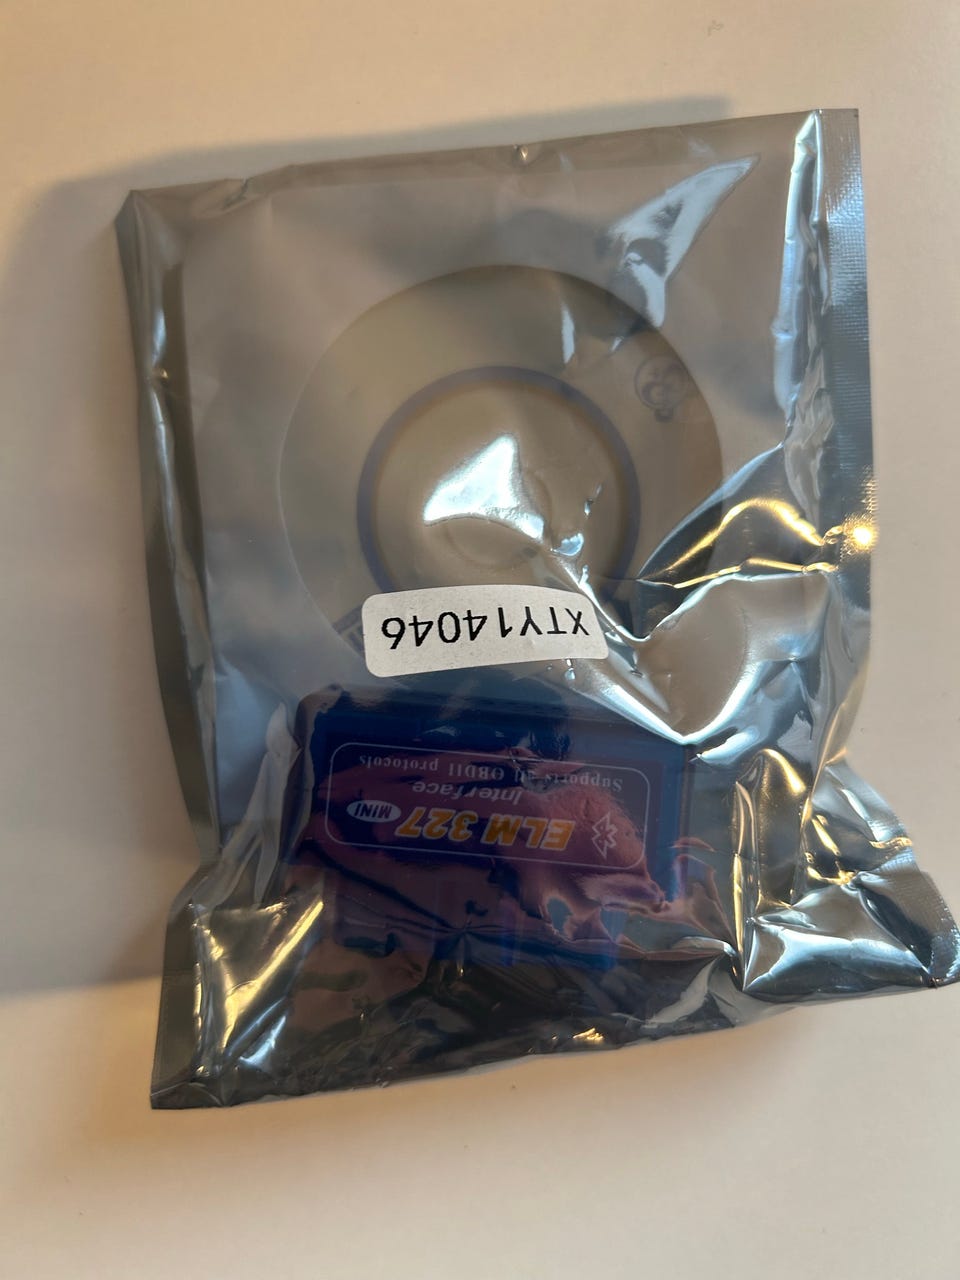 XTY14046
ELM 327 MINI
Interface
Supports all OBDII protocols